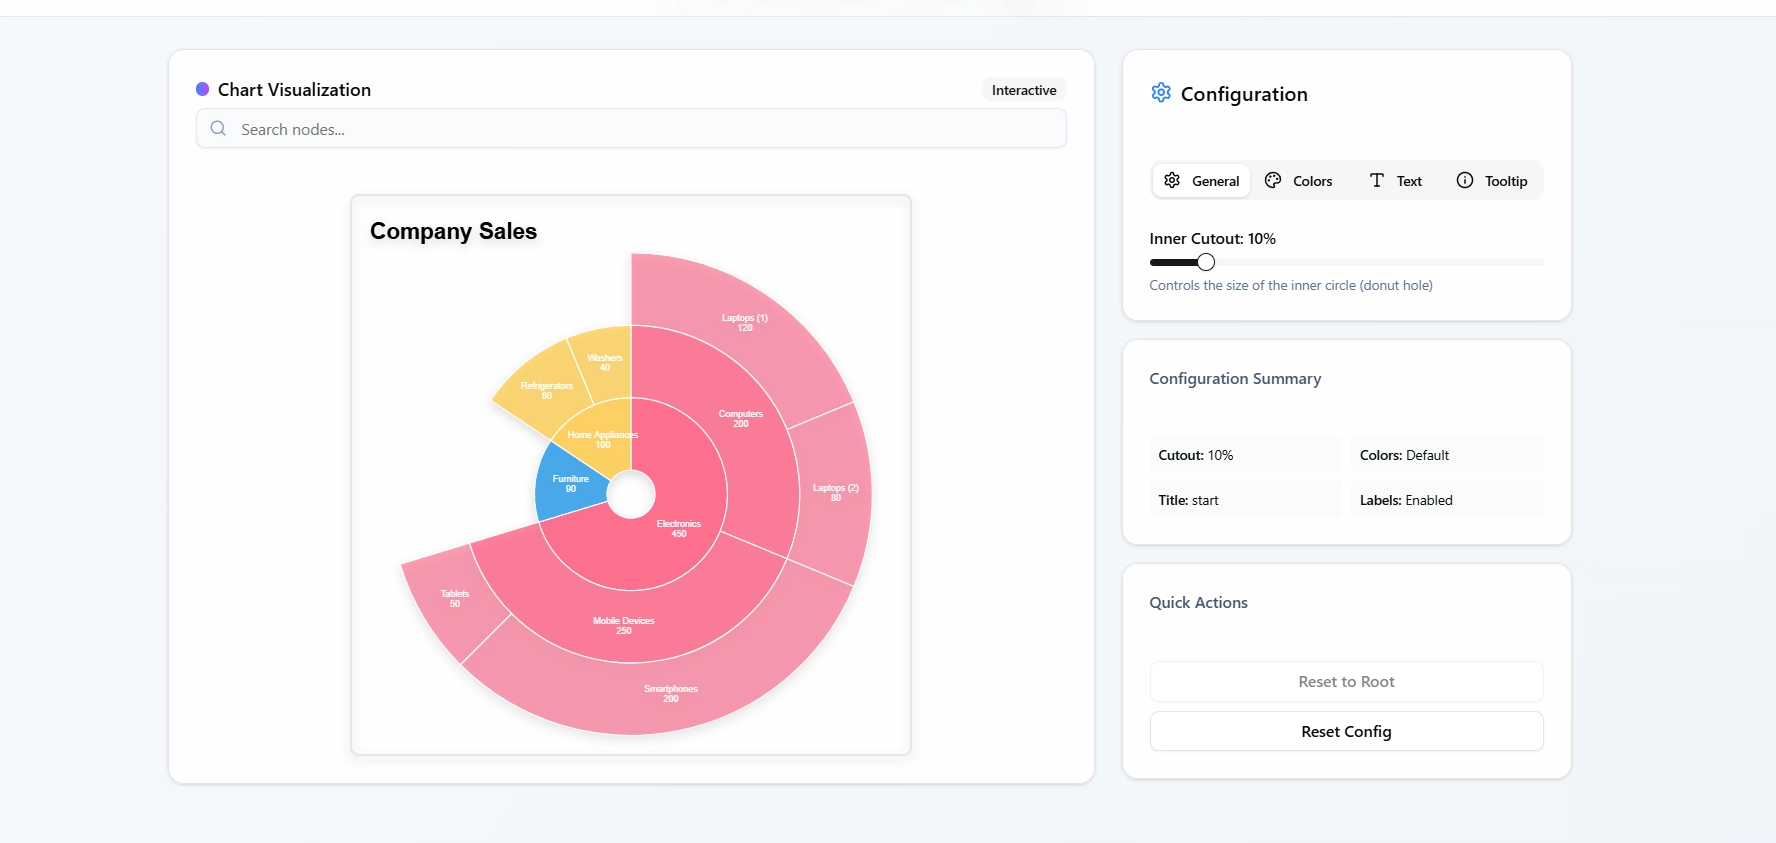 Chart Visualization
Interactive
Search nodes...
Company Sales
Laptops (1)
120
Washers
40
Refrigerators
80
Computers
200
Home Appliances
100
Furniture
90
Laptops (2)
80
Electronics
450
Tablets
50
Mobile Devices
250
Smartphones
200
Configuration
General
Colors
Text
Tooltip
Inner Cutout: 10%
Controls the size of the inner circle (donut hole)
Configuration Summary
Cutout: 10%
Colors: Default
Title: start
Labels: Enabled
Quick Actions
Reset to Root
Reset Config